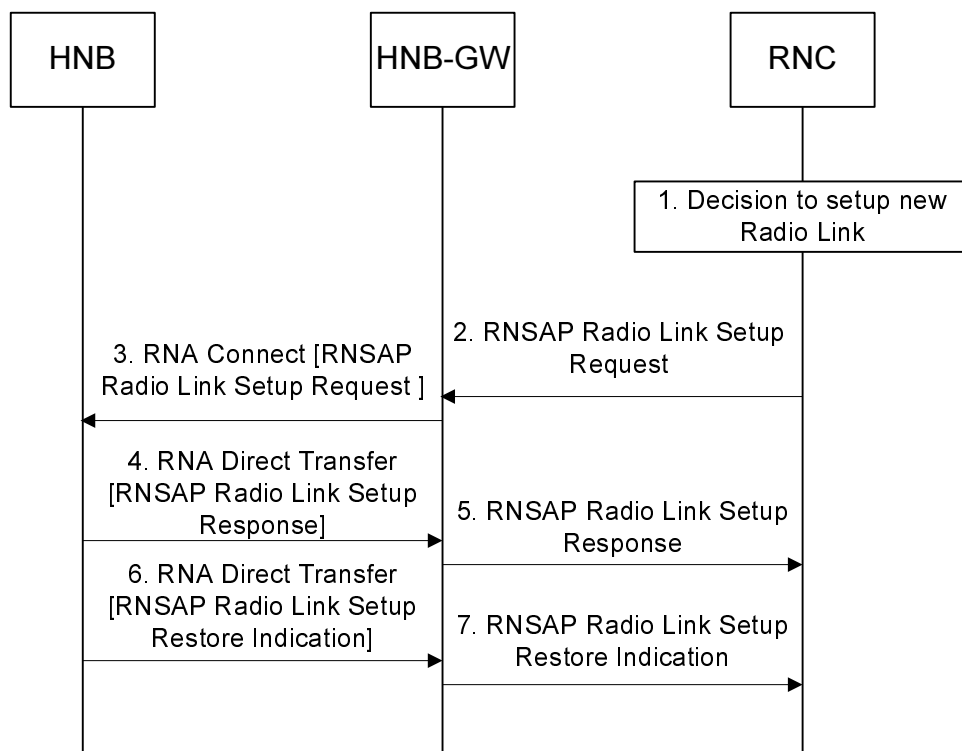 HNB
HNB-GW
RNC
1. Decision to setup new
Radio Link
2. RNSAP Radio Link Setup
Request
3. RNA Connect [RNSAP
Radio Link Setup Request ]
4. RNA Direct Transfer
[RNSAP Radio Link Setup
Response]
5. RNSAP Radio Link Setup
Response
6. RNA Direct Transfer
[RNSAP Radio Link Setup
Restore Indication]
7. RNSAP Radio Link Setup
Restore Indication